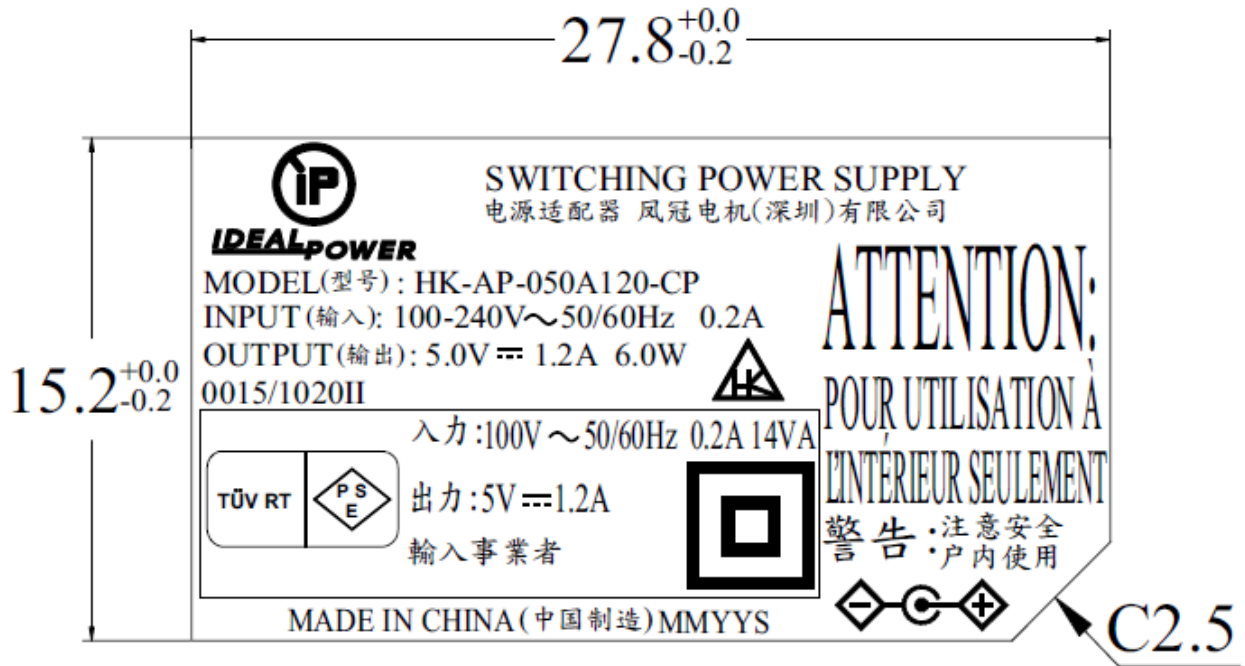 27.8 +0.0 -0.2
iP
IDEAL POWER
SWITCHING POWER SUPPLY
电源适配器 凤冠电机(深圳)有限公司
MODEL(型号) : HK-AP-050A120-CP
INPUT(输入): 100-240V～50/60Hz 0.2A
OUTPUT(输出): 5.0V⎓1.2A 6.0W
HK
0015/1020II
15.2 +0.0 -0.2
入力:100V～50/60Hz 0.2A 14VA
TÜV RT
P S E
出力:5V⎓1.2A
輸入事業者
ATTENTION:
POUR UTILISATION À
L'INTÉRIEUR SEULEMENT
警告:注意安全
户内使用
- +
MADE IN CHINA(中国制造) MMYYS
C2.5